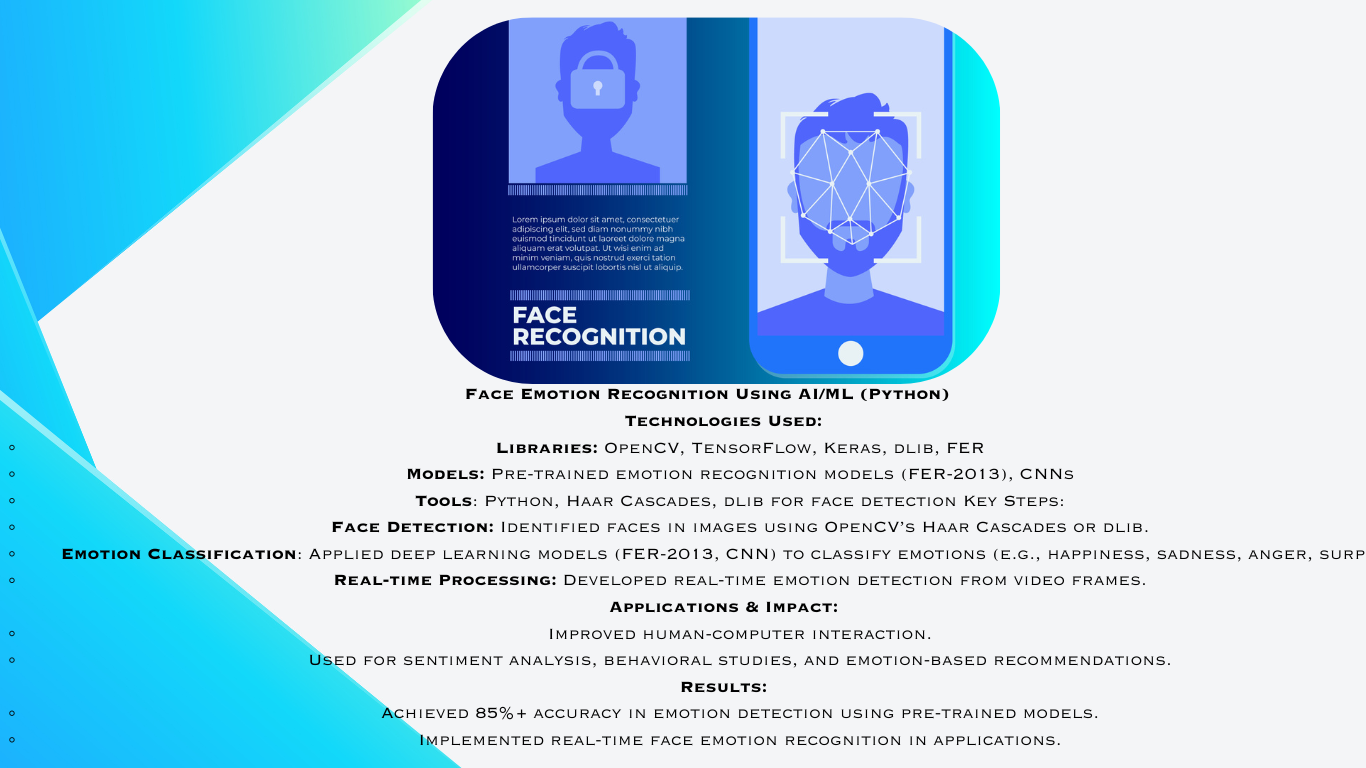 Lorem ipsum dolor sit amet, consectetuer
adipiscing elit, sed diam nonummy nibh
euismod tincidunt ut laoreet dolore magna
aliquam erat volutpat. Ut wisi enim ad
minim veniam, quis nostrud exerci tation
ullamcorper suscipit lobortis nisl ut aliquip.
FACE
RECOGNITION
Face Emotion Recognition Using AI/ML (Python)
Technologies Used:
Libraries: OpenCV, TensorFlow, Keras, dlib, FER
Models: Pre-trained emotion recognition models (FER-2013), CNNs
Tools: Python, Haar Cascades, dlib for face detection Key Steps:
Face Detection: Identified faces in images using OpenCV’s Haar Cascades or dlib.
Emotion Classification: Applied deep learning models (FER-2013, CNN) to classify emotions (e.g., happiness, sadness, anger, surp
Real-time Processing: Developed real-time emotion detection from video frames.
Applications & Impact:
Improved human-computer interaction.
Used for sentiment analysis, behavioral studies, and emotion-based recommendations.
Results:
Achieved 85%+ accuracy in emotion detection using pre-trained models.
Implemented real-time face emotion recognition in applications.